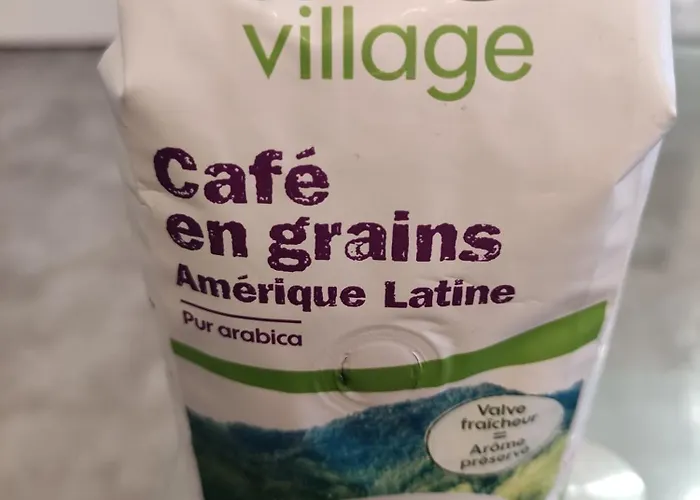 village
Café
en grains
Amérique Latine
Pur arabica
Valve
fraîcheur
=
Arôme
préservé